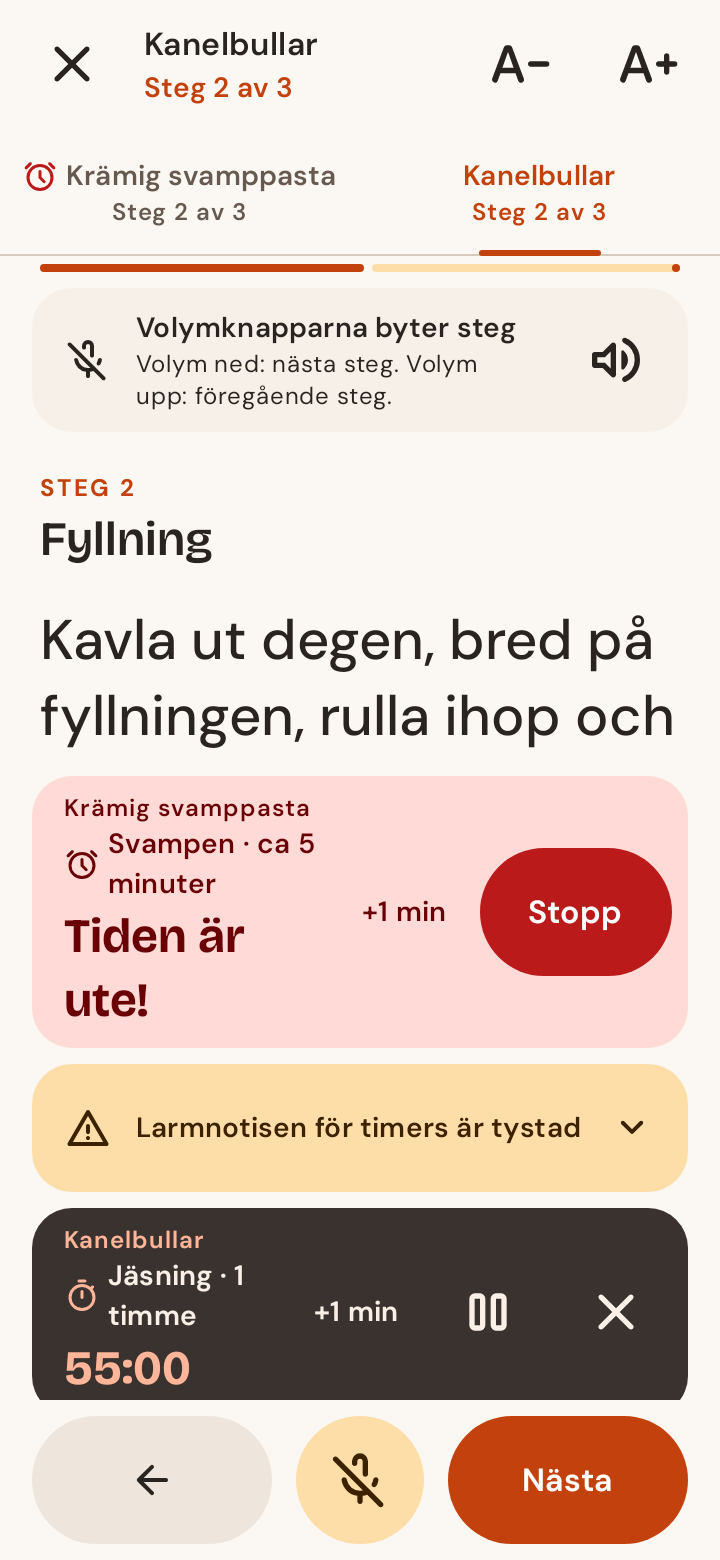 Kanelbullar
Steg 2 av 3
A−
A+
Krämig svamppasta
Steg 2 av 3
Kanelbullar
Steg 2 av 3
Volymknapparna byter steg
Volym ned: nästa steg. Volym
upp: föregående steg.
STEG 2
Fyllning
Kavla ut degen, bred på
fyllningen, rulla ihop och
Krämig svamppasta
Svampen · ca 5
minuter
Tiden är
ute!
+1 min
Stopp
Larmnotisen för timers är tystad
Kanelbullar
Jäsning · 1
timme
55:00
+1 min
Nästa